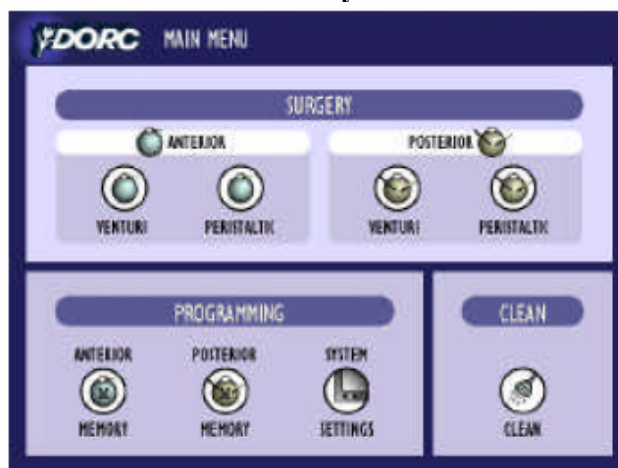 DORC MAIN MENU
SURGERY
ANTERIOR POSTERIOR
VENTURI PERISTALTIC VENTURI PERISTALTIC
PROGRAMMING CLEAN
ANTERIOR POSTERIOR SYSTEM
MEMORY MEMORY SETTINGS CLEAN